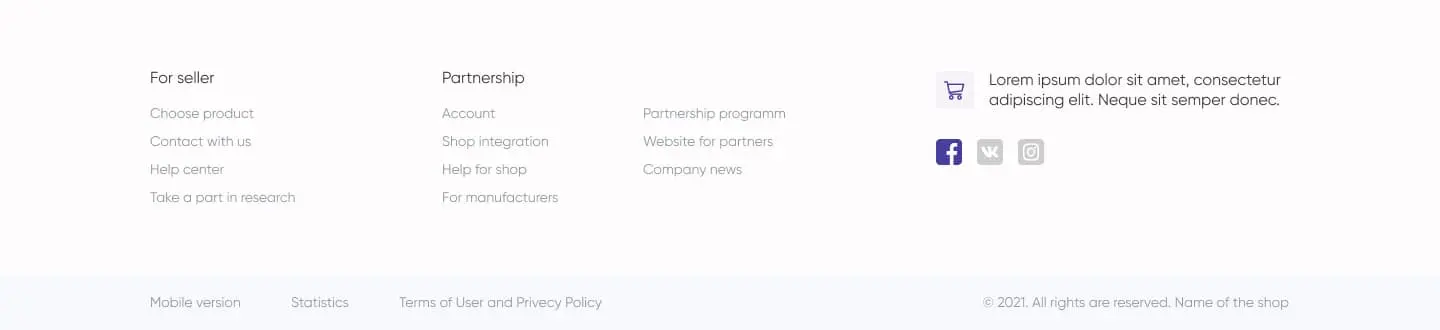 For seller
Choose product
Contact with us
Help center
Take a part in research
Partnership
Account
Shop integration
Help for shop
For manufacturers
Partnership programm
Website for partners
Company news
Lorem ipsum dolor sit amet, consectetur
adipiscing elit. Neque sit semper donec.
Mobile version
Statistics
Terms of User and Privecy Policy
© 2021. All rights are reserved. Name of the shop